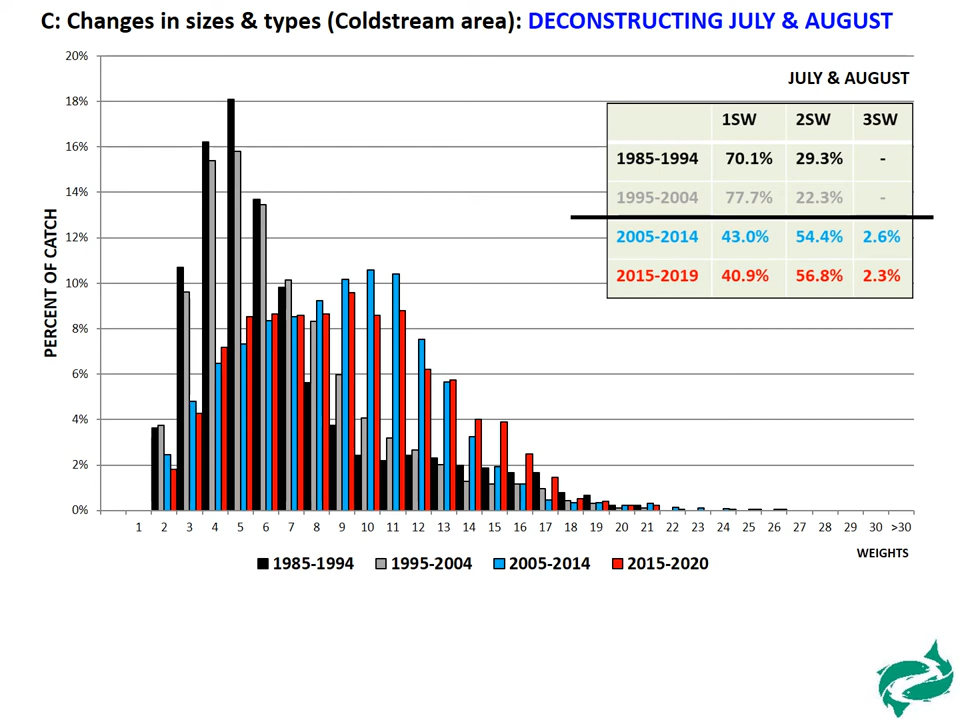 C: Changes in sizes & types (Coldstream area): DECONSTRUCTING JULY & AUGUST
20%
JULY & AUGUST
18%
1SW 2SW 3SW
16%
1985-1994 70.1% 29.3% -
14%
1995-2004 77.7% 22.3% -
12%
2005-2014 43.0% 54.4% 2.6%
10%
2015-2019 40.9% 56.8% 2.3%
8%
6%
4%
2%
0%
PERCENT OF CATCH
1 2 3 4 5 6 7 8 9 10 11 12 13 14 15 16 17 18 19 20 21 22 23 24 25 26 27 28 29 30 >30
WEIGHTS
1985-1994 1995-2004 2005-2014 2015-2020